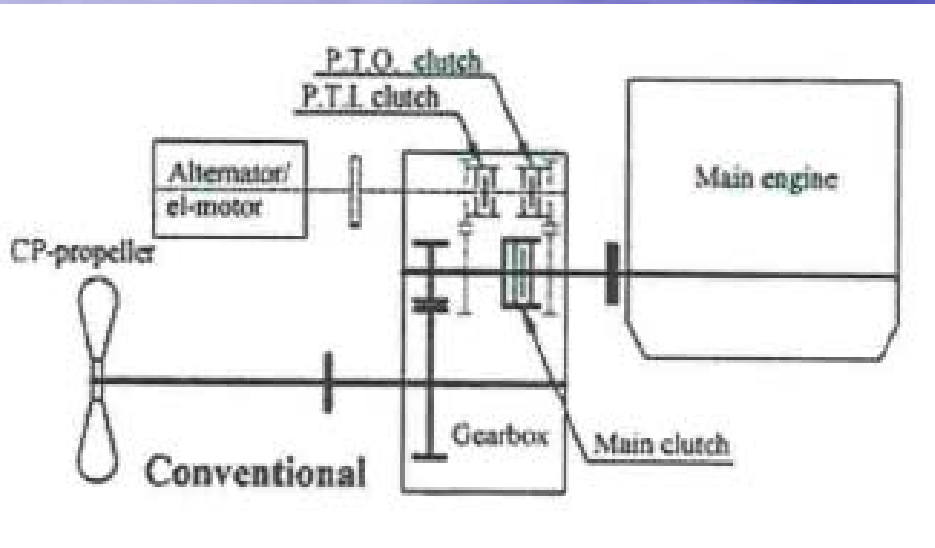 P.T.O. clutch
P.T.I. clutch
Alternator/
el-motor
Main engine
CP-propeller
Gearbox
Main clutch
Conventional